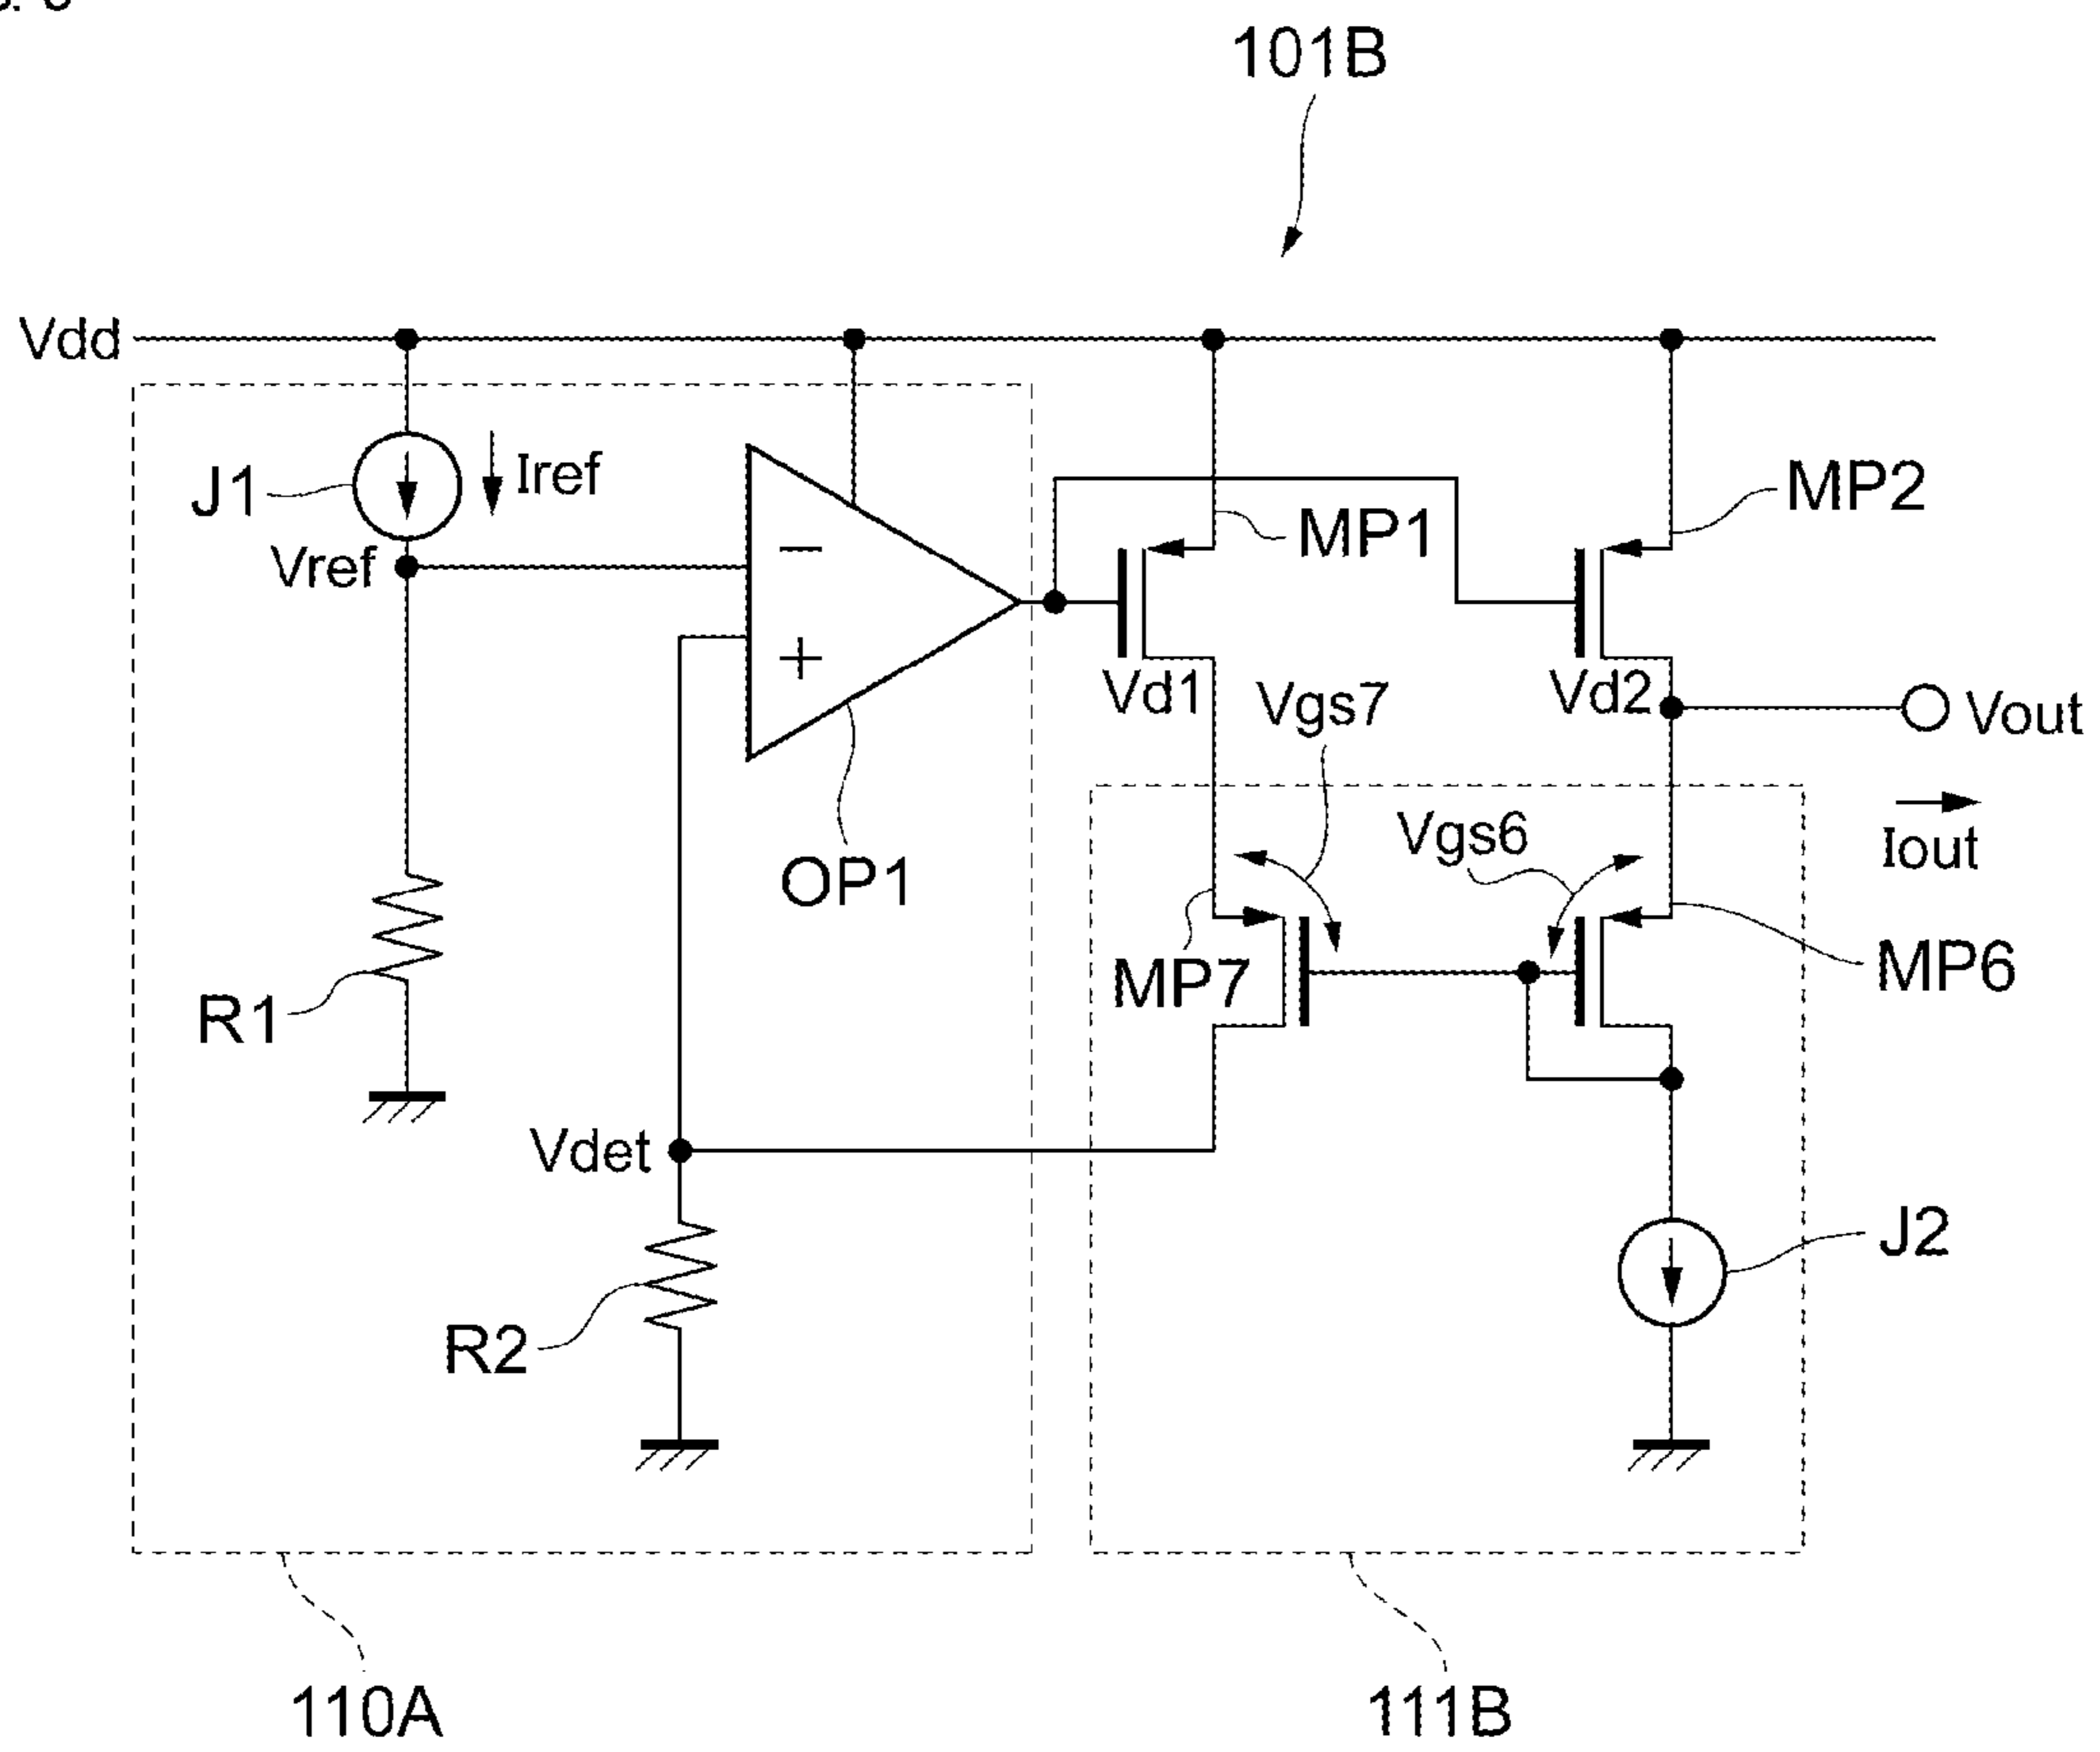 101B
Vdd
J1
Iref
MP2
MP1
Vref
−
+
Vd1
Vgs7
Vd2
Vout
Vgs6
Iout
OP1
MP7
MP6
R1
Vdet
J2
R2
110A
111B